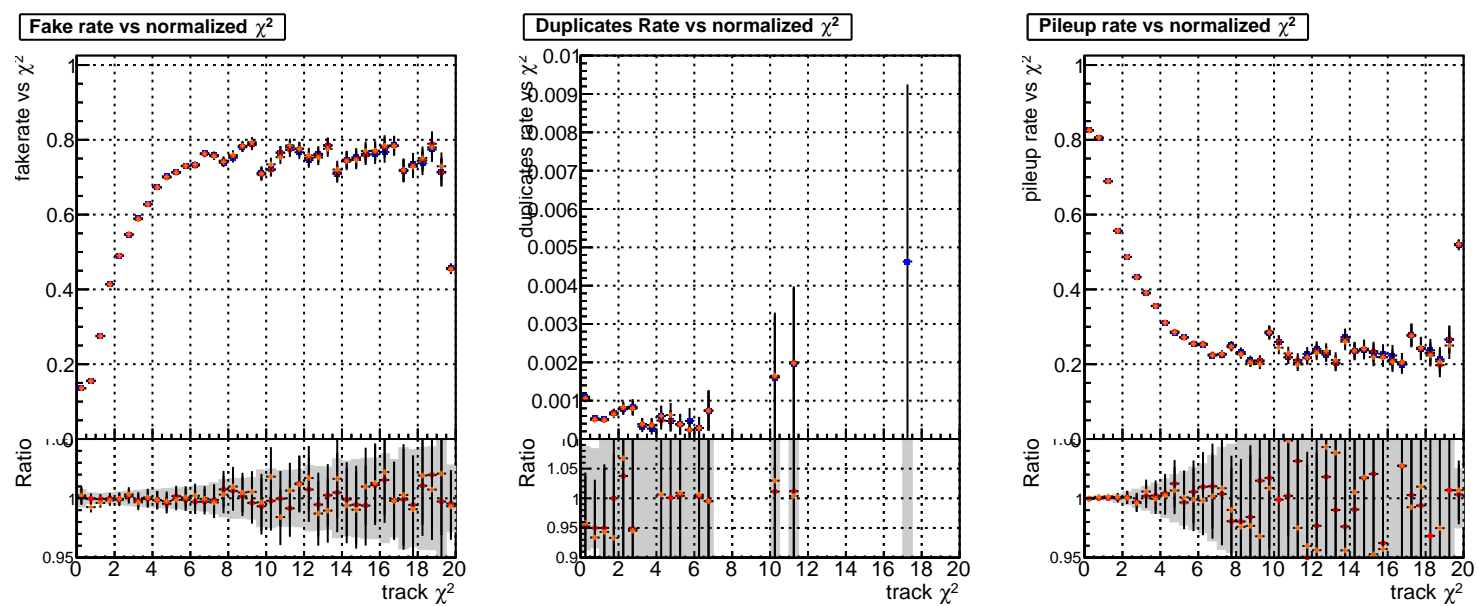 Fake rate vs normalized χ²
fakerate vs χ²
1
0.8
0.6
0.4
0.2
0
Ratio
1
0.95
0 2 4 6 8 10 12 14 16 18 20
track χ²
Duplicates Rate vs normalized χ²
duplicates rate vs χ²
0.01
0.009
0.008
0.007
0.006
0.005
0.004
0.003
0.002
0.001
0
Ratio
1.05
1
0.95
0.9
0 2 4 6 8 10 12 14 16 18 20
track χ²
Pileup rate vs normalized χ²
pileup rate vs χ²
1
0.8
0.6
0.4
0.2
Ratio
1
0.95
0 2 4 6 8 10 12 14 16 18 20
track χ²